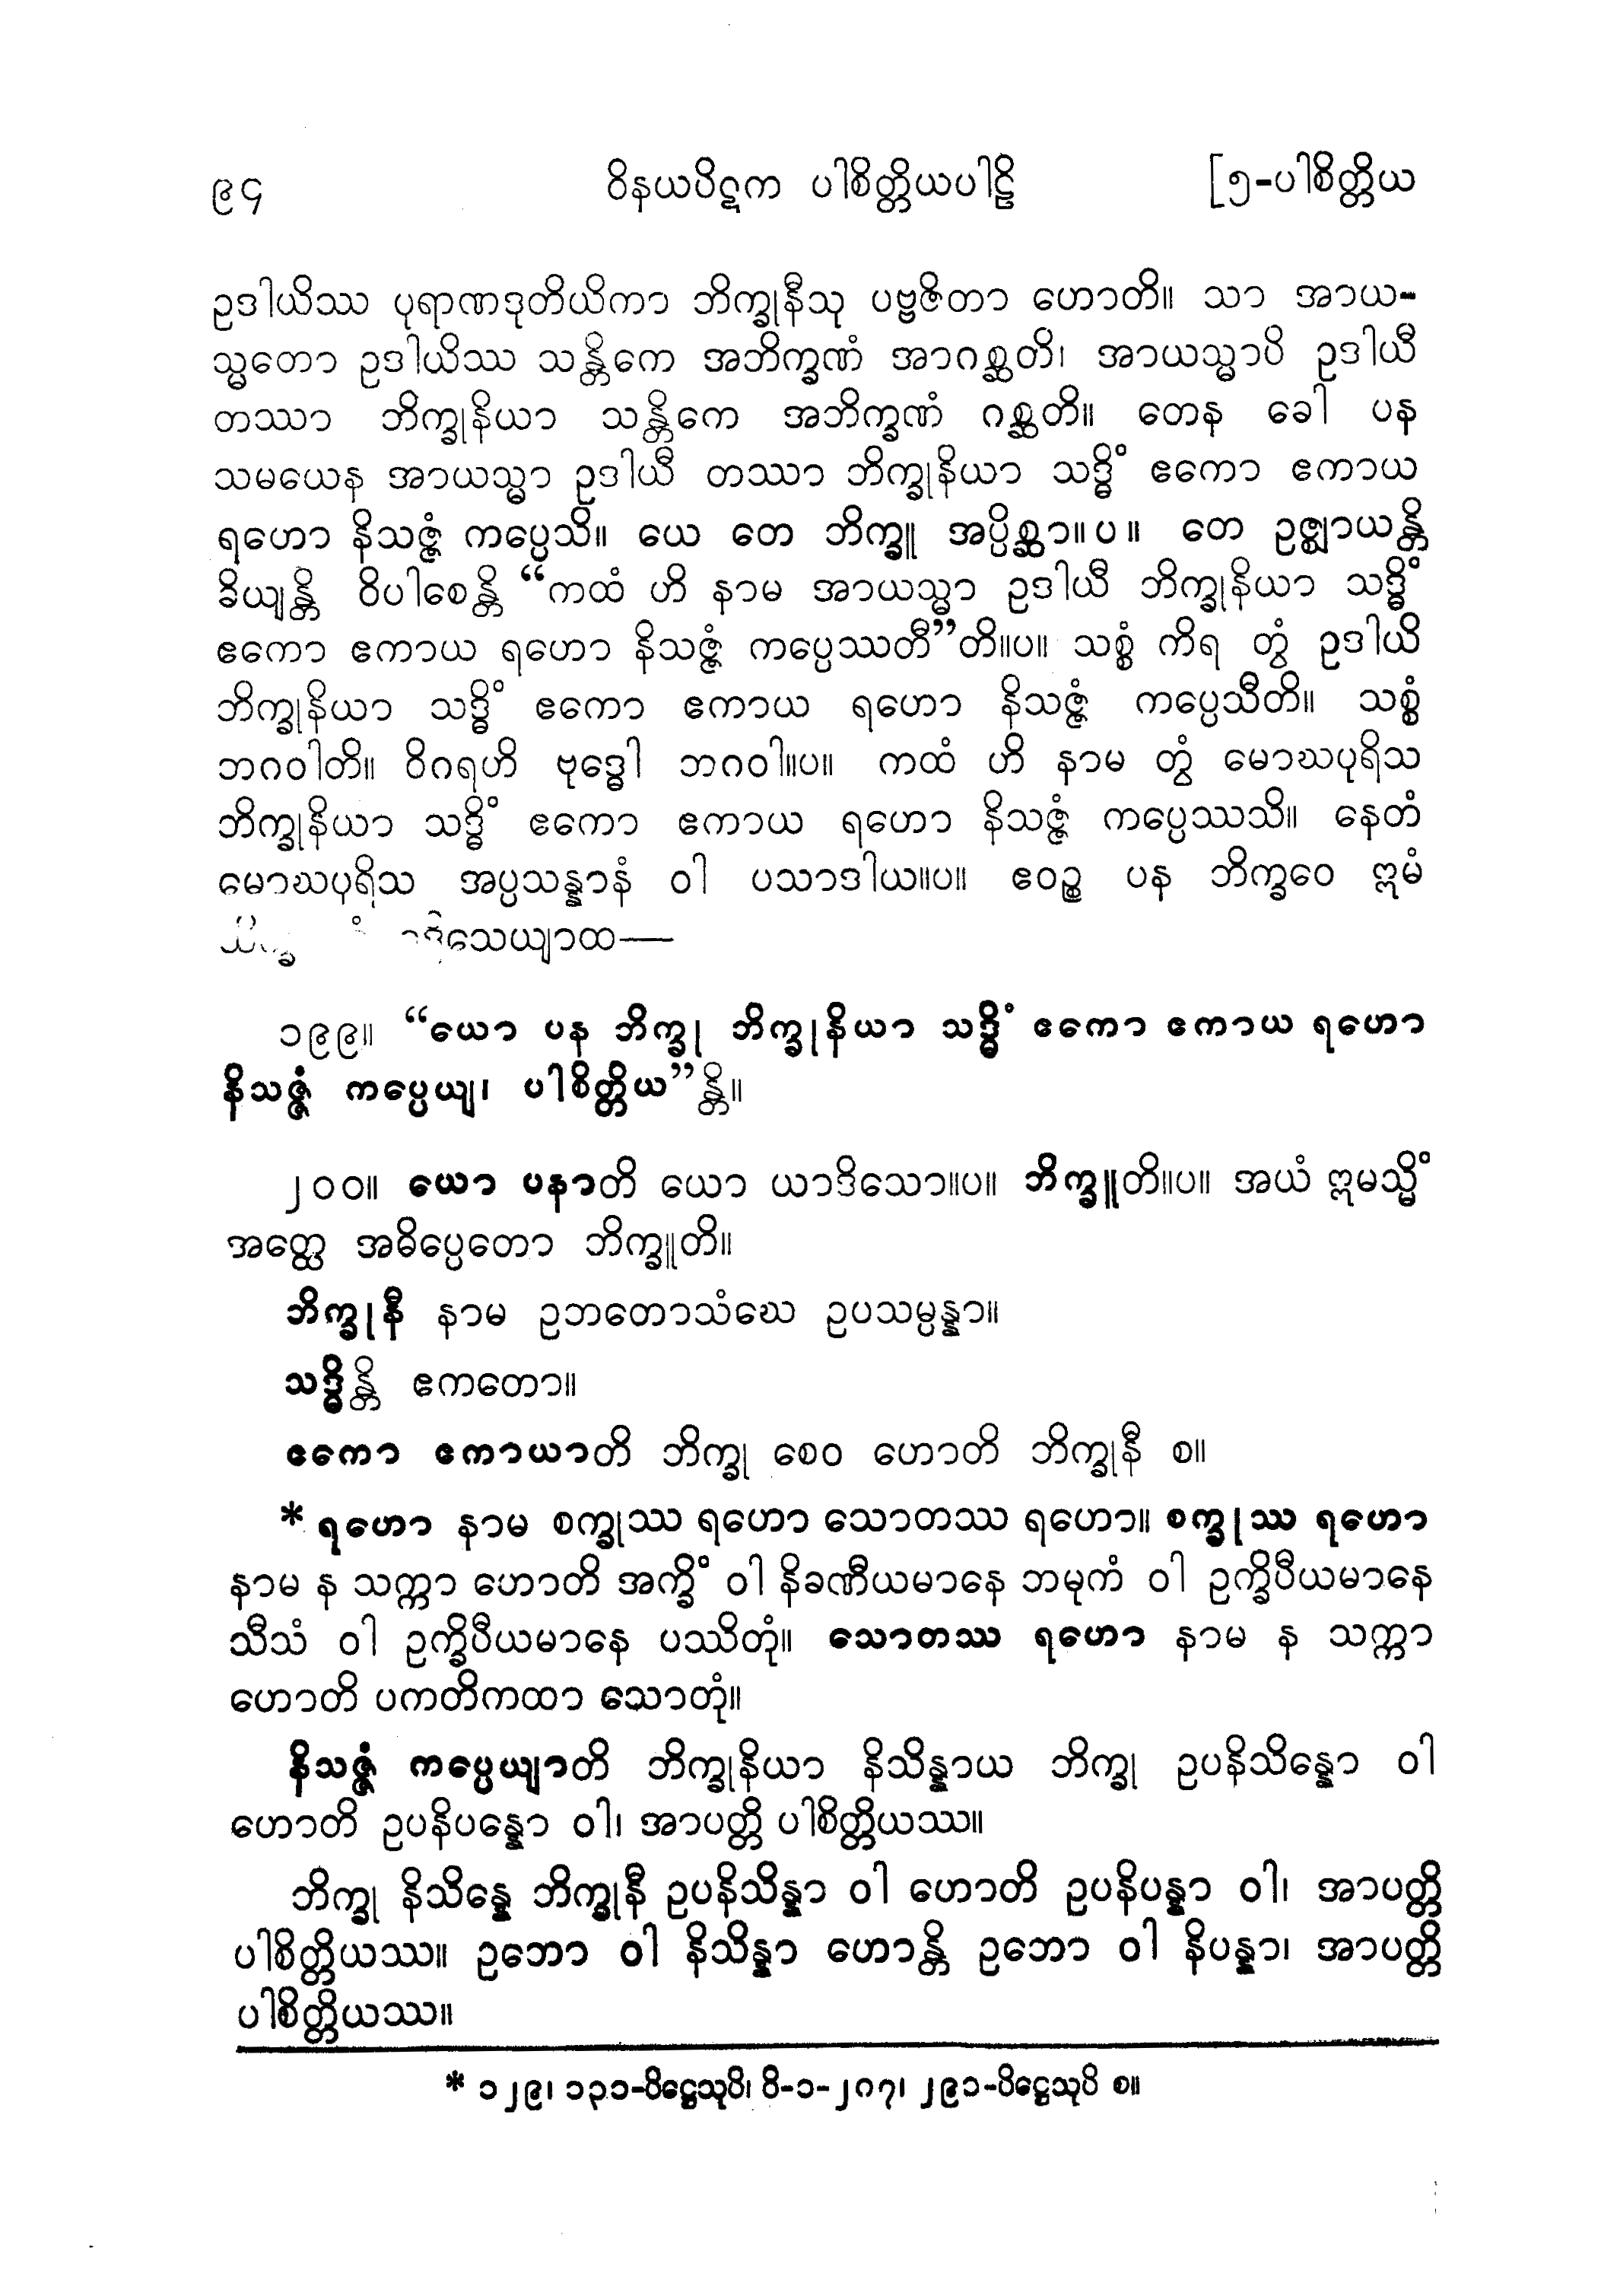 ၉၄ ဝိနယပိဋက ပါစိတ္တိယပါဠိ [၅-ပါစိတ္တိယ
ဥဒါယိဿ ပုရာဏဒုတိယိကာ ဘိက္ခုနီသု ပဗ္ဗဇိတာ ဟောတိ။ သာ အာယ-
သ္မတော ဥဒါယိဿ သန္တိကေ အဘိက္ခဏံ အာဂစ္ဆတိ၊ အာယသ္မာပိ ဥဒါယီ
တဿာ ဘိက္ခုနိယာ သန္တိကေ အဘိက္ခဏံ ဂစ္ဆတိ။ တေန ခေါ ပန
သမယေန အာယသ္မာ ဥဒါယီ တဿာ ဘိက္ခုနိယာ သဒ္ဓိံ ဧကော ဧကာယ
ရဟော နိသဇ္ဇံ ကပ္ပေသိ။ ယေ တေ ဘိက္ခူ အပ္ပိစ္ဆာ။ပ။ တေ ဥဇ္ဈာယန္တိ
ခိယျန္တိ ဝိပါစေန္တိ “ကထံ ဟိ နာမ အာယသ္မာ ဥဒါယီ ဘိက္ခုနိယာ သဒ္ဓိံ
ဧကော ဧကာယ ရဟော နိသဇ္ဇံ ကပ္ပေဿတီ”တိ။ပ။ သစ္စံ ကိရ တွံ ဥဒါယိ
ဘိက္ခုနိယာ သဒ္ဓိံ ဧကော ဧကာယ ရဟော နိသဇ္ဇံ ကပ္ပေသီတိ။ သစ္စံ
ဘဂဝါတိ။ ဝိဂရဟိ ဗုဒ္ဓေါ ဘဂဝါ။ပ။ ကထံ ဟိ နာမ တွံ မောဃပုရိသ
ဘိက္ခုနိယာ သဒ္ဓိံ ဧကော ဧကာယ ရဟော နိသဇ္ဇံ ကပ္ပေဿသိ။ နေတံ
မောဃပုရိသ အပ္ပသန္နာနံ ဝါ ပသာဒါယ။ပ။ ဧဝဉ္စ ပန ဘိက္ခဝေ ဣမံ
၁၉၉။ “ယော ပန ဘိက္ခု ဘိက္ခုနိယာ သဒ္ဓိံ ဧကော ဧကာယ ရဟော
နိသဇ္ဇံ ကပ္ပေယျ၊ ပါစိတ္တိယ”န္တိ။
၂၀၀။ ယော ပနာတိ ယော ယာဒိသော။ပ။ ဘိက္ခူတိ။ပ။ အယံ ဣမသ္မိံ
အတ္ထေ အဓိပ္ပေတော ဘိက္ခူတိ။
ဘိက္ခုနီ နာမ ဥဘတောသံဃေ ဥပသမ္ပန္နာ။
သဒ္ဓိန္တိ ဧကတော။
ဧကော ဧကာယာတိ ဘိက္ခု စေဝ ဟောတိ ဘိက္ခုနီ စ။
* ရဟော နာမ စက္ခုဿ ရဟော သောတဿ ရဟော။ စက္ခုဿ ရဟော
နာမ န သက္ကာ ဟောတိ အက္ခိံ ဝါ နိခဏီယမာနေ ဘမုကံ ဝါ ဥက္ခိပီယမာနေ
သီသံ ဝါ ဥက္ခိပီယမာနေ ပဿိတုံ။ သောတဿ ရဟော နာမ န သက္ကာ
ဟောတိ ပကတိကထာ သောတုံ။
နိသဇ္ဇံ ကပ္ပေယျာတိ ဘိက္ခုနိယာ နိသိန္နာယ ဘိက္ခု ဥပနိသိန္နော ဝါ
ဟောတိ ဥပနိပန္နော ဝါ၊ အာပတ္တိ ပါစိတ္တိယဿ။
ဘိက္ခု နိသိန္နေ ဘိက္ခုနီ ဥပနိသိန္နာ ဝါ ဟောတိ ဥပနိပန္နာ ဝါ၊ အာပတ္တိ
ပါစိတ္တိယဿ။ ဥဘော ဝါ နိသိန္နာ ဟောန္တိ ဥဘော ဝါ နိပန္နာ၊ အာပတ္တိ
ပါစိတ္တိယဿ။
* ၁၂၉၊ ၁၃၁-ပိဋ္ဌေသုပိ၊ ဝိ-၁-၂၈၇၊ ၂၉၁-ပိဋ္ဌေသုပိ စ။